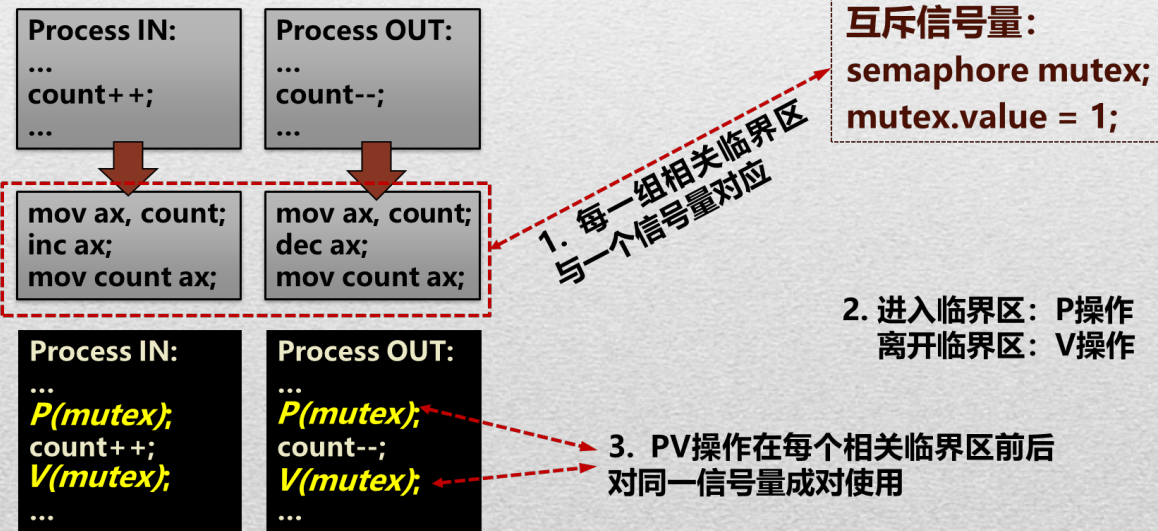 Process IN:
...
count++;
...
Process OUT:
...
count--;
...
互斥信号量：
semaphore mutex;
mutex.value = 1;
mov ax, count;
inc ax;
mov count ax;
mov ax, count;
dec ax;
mov count ax;
1. 每一组相关临界区
与一个信号量对应
2. 进入临界区：P操作
离开临界区：V操作
Process IN:
...
P(mutex);
count++;
V(mutex);
...
Process OUT:
...
P(mutex);
count--;
V(mutex);
...
3. PV操作在每个相关临界区前后
对同一信号量成对使用